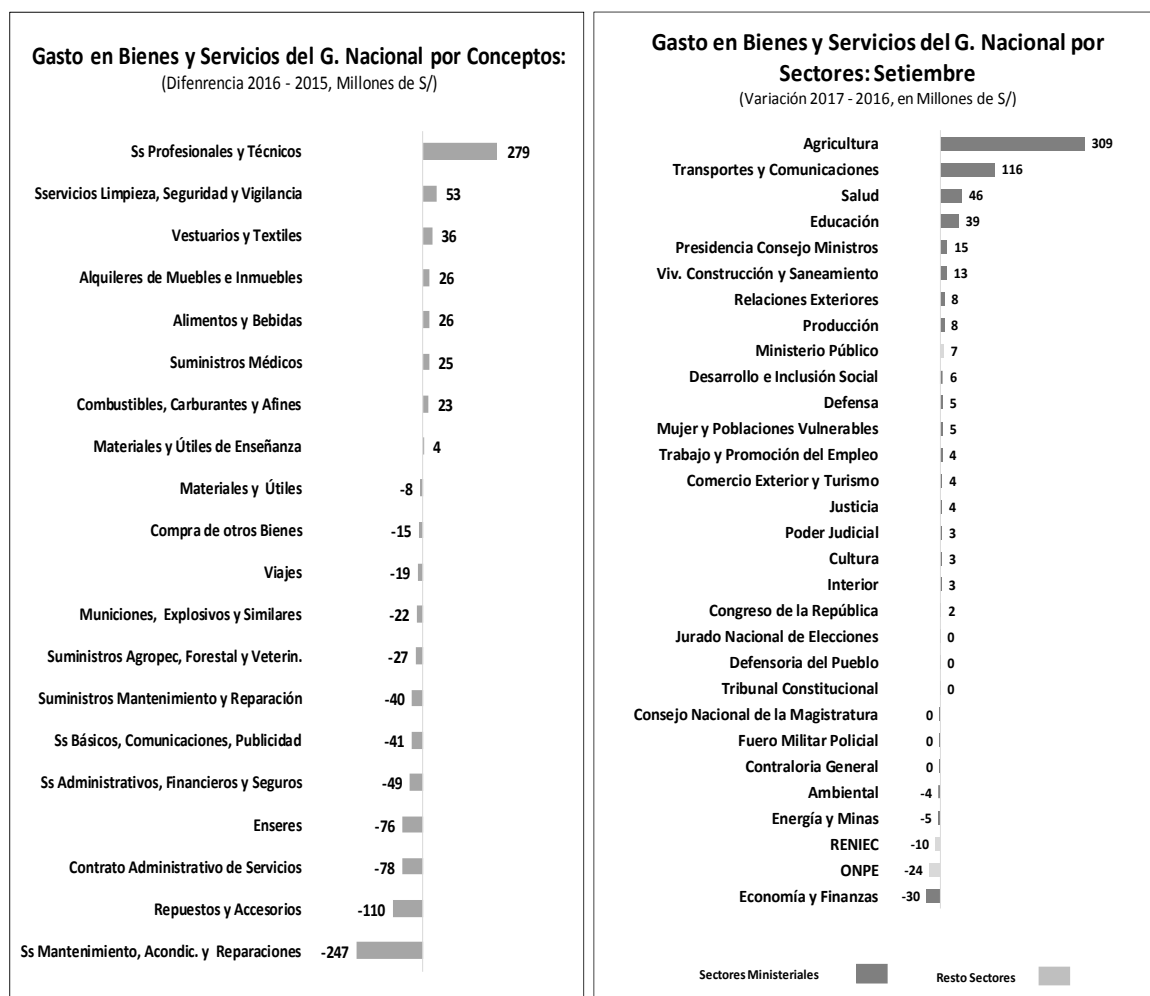 Gasto en Bienes y Servicios del G. Nacional por Conceptos:
(Difenrencia 2016 - 2015, Millones de S/)
Ss Profesionales y Técnicos 279
Sservicios Limpieza, Seguridad y Vigilancia 53
Vestuarios y Textiles 36
Alquileres de Muebles e Inmuebles 26
Alimentos y Bebidas 26
Suministros Médicos 25
Combustibles, Carburantes y Afines 23
Materiales y Útiles de Enseñanza 4
Materiales y Útiles -8
Compra de otros Bienes -15
Viajes -19
Municiones, Explosivos y Similares -22
Suministros Agropec, Forestal y Veterin. -27
Suministros Mantenimiento y Reparación -40
Ss Básicos, Comunicaciones, Publicidad -41
Ss Administrativos, Financieros y Seguros -49
Enseres -76
Contrato Administrativo de Servicios -78
Repuestos y Accesorios -110
Ss Mantenimiento, Acondic. y Reparaciones -247
Gasto en Bienes y Servicios del G. Nacional por
Sectores: Setiembre
(Variación 2017 - 2016, en Millones de S/)
Agricultura 309
Transportes y Comunicaciones 116
Salud 46
Educación 39
Presidencia Consejo Ministros 15
Viv. Construcción y Saneamiento 13
Relaciones Exteriores 8
Producción 8
Ministerio Público 7
Desarrollo e Inclusión Social 6
Defensa 5
Mujer y Poblaciones Vulnerables 5
Trabajo y Promoción del Empleo 4
Comercio Exterior y Turismo 4
Justicia 4
Poder Judicial 3
Cultura 3
Interior 3
Congreso de la República 2
Jurado Nacional de Elecciones 0
Defensoria del Pueblo 0
Tribunal Constitucional 0
Consejo Nacional de la Magistratura 0
Fuero Militar Policial 0
Contraloria General 0
Ambiental -4
Energía y Minas -5
RENIEC -10
ONPE -24
Economía y Finanzas -30
Sectores Ministeriales Resto Sectores